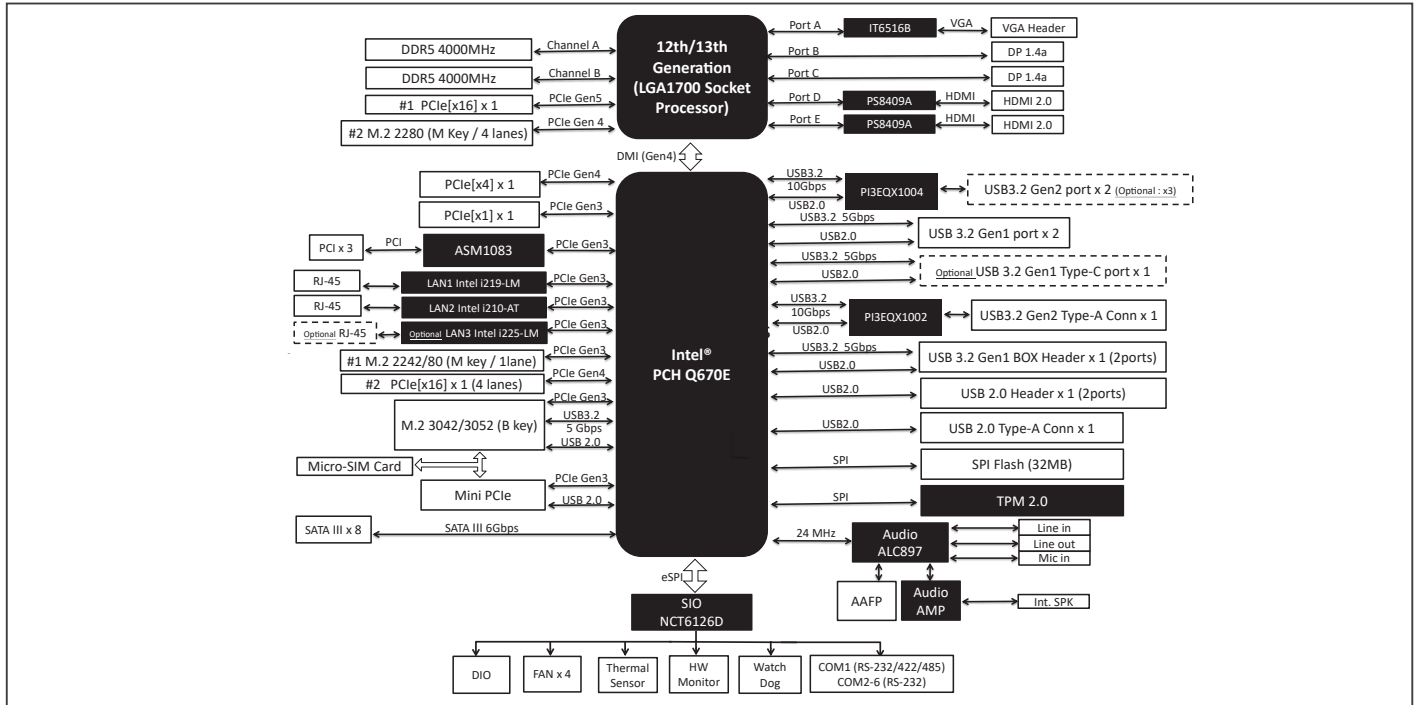 12th/13th
Generation
(LGA1700 Socket
Processor)
DDR5 4000MHz
Channel A
DDR5 4000MHz
Channel B
#1 PCIe[x16] x 1
PCIe Gen5
#2 M.2 2280 (M Key / 4 lanes)
PCIe Gen 4
Port A
IT6516B
VGA
VGA Header
Port B
DP 1.4a
Port C
DP 1.4a
Port D
PS8409A
HDMI
HDMI 2.0
Port E
PS8409A
HDMI
HDMI 2.0
DMI (Gen4)
Intel®
PCH Q670E
PCIe[x4] x 1
PCIe Gen4
PCIe[x1] x 1
PCIe Gen3
PCI x 3
PCI
ASM1083
PCIe Gen3
RJ-45
LAN1 Intel i219-LM
PCIe Gen3
RJ-45
LAN2 Intel i210-AT
PCIe Gen3
Optional RJ-45
Optional LAN3 Intel i225-LM
PCIe Gen3
#1 M.2 2242/80 (M key / 1lane)
PCIe Gen3
#2 PCIe[x16] x 1 (4 lanes)
PCIe Gen4
M.2 3042/3052 (B key)
PCIe Gen3
USB3.2
5 Gbps
USB 2.0
Micro-SIM Card
Mini PCIe
PCIe Gen3
USB 2.0
SATA III x 8
SATA III 6Gbps
USB3.2
10Gbps
USB2.0
PI3EQX1004
USB3.2 Gen2 port x 2 (Optional : x3)
USB3.2 5Gbps
USB2.0
USB 3.2 Gen1 port x 2
USB3.2 5Gbps
USB2.0
Optional USB 3.2 Gen1 Type-C port x 1
USB3.2
10Gbps
USB2.0
PI3EQX1002
USB3.2 Gen2 Type-A Conn x 1
USB3.2 5Gbps
USB2.0
USB 3.2 Gen1 BOX Header x 1 (2ports)
USB2.0
USB 2.0 Header x 1 (2ports)
USB2.0
USB 2.0 Type-A Conn x 1
SPI
SPI Flash (32MB)
SPI
TPM 2.0
24 MHz
Audio
ALC897
Line in
Line out
Mic in
AAFP
Audio
AMP
Int. SPK
eSPI
SIO
NCT6126D
DIO
FAN x 4
Thermal
Sensor
HW
Monitor
Watch
Dog
COM1 (RS-232/422/485)
COM2-6 (RS-232)